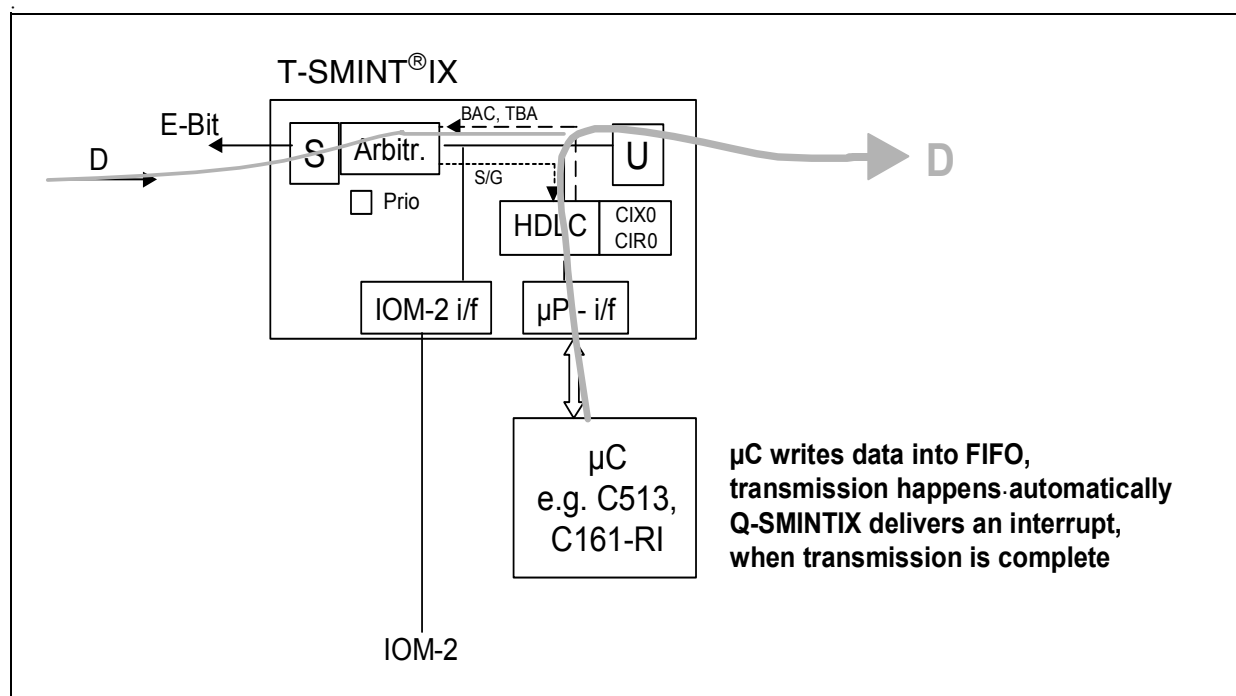 T-SMINT®IX
BAC, TBA
E-Bit
S
Arbitr.
U
D
D
S/G
Prio
HDLC
CIX0
CIR0
IOM-2 i/f
µP - i/f
µC
e.g. C513,
C161-RI
µC writes data into FIFO,
transmission happens automatically
Q-SMINTIX delivers an interrupt,
when transmission is complete
IOM-2